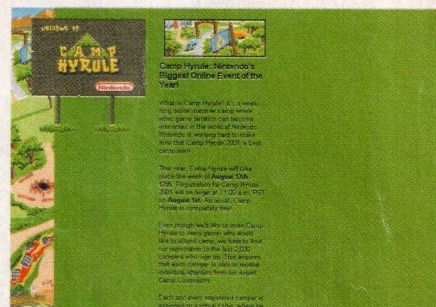 WELCOME TO
CAMP
HYRULE
Nintendo
Camp Hyrule: Nintendo's
Biggest Online Event of the
Year!
What is Camp Hyrule? It's a week-
long online summer camp where
video game fanatics can become
immersed in the world of Nintendo.
Nintendo is working hard to make
sure that Camp Hyrule 2001 is best
camp ever!
This year, Camp Hyrule will take
place the week of August 13th -
17th. Registration for Camp Hyrule
2001 will be begin at 11:00 a.m. PST
on August 1st. As usual, Camp
Hyrule is completely free!
Even though we'd like to open Camp
Hyrule to every gamer who would
like to attend camp, we have to limit
our registration to the first
campers who sign on. This ensures
that each camper is able to receive
individual attention from our expert
Camp Counselors.
Each and every registered camper is